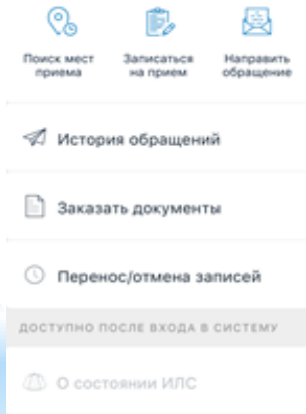 Поиск мест
приема
Записаться
на прием
Направить
обращение
История обращений
Заказать документы
Перенос/отмена записей
ДОСТУПНО ПОСЛЕ ВХОДА В СИСТЕМУ
О состоянии ИЛС